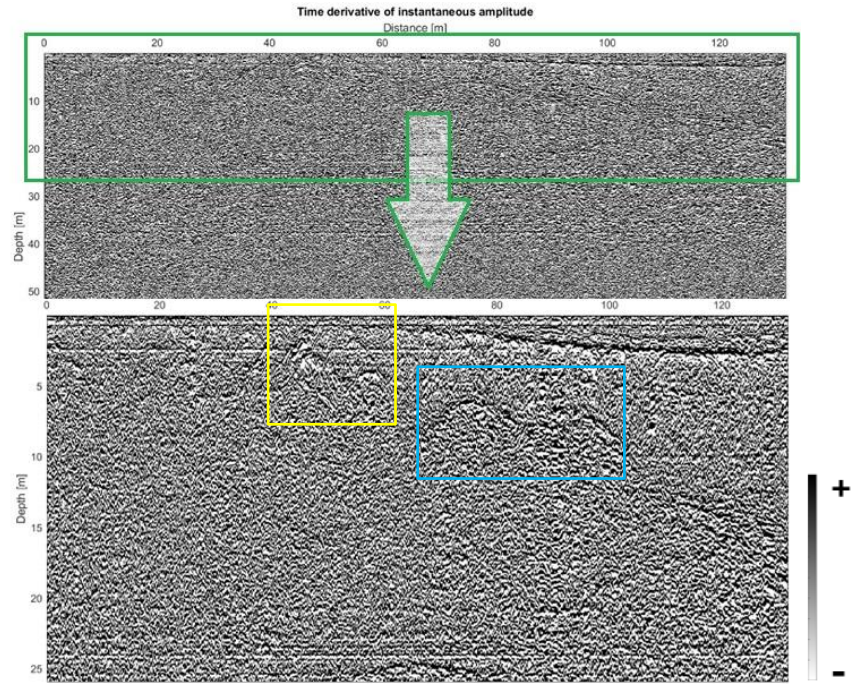 Time derivative of instantaneous amplitude
Distance [m]
0 20 40 60 80 100 120
10
20
30
40
50
Depth [m]
0 20 40 60 80 100 120
5
10
15
20
25
Depth [m]
+
-